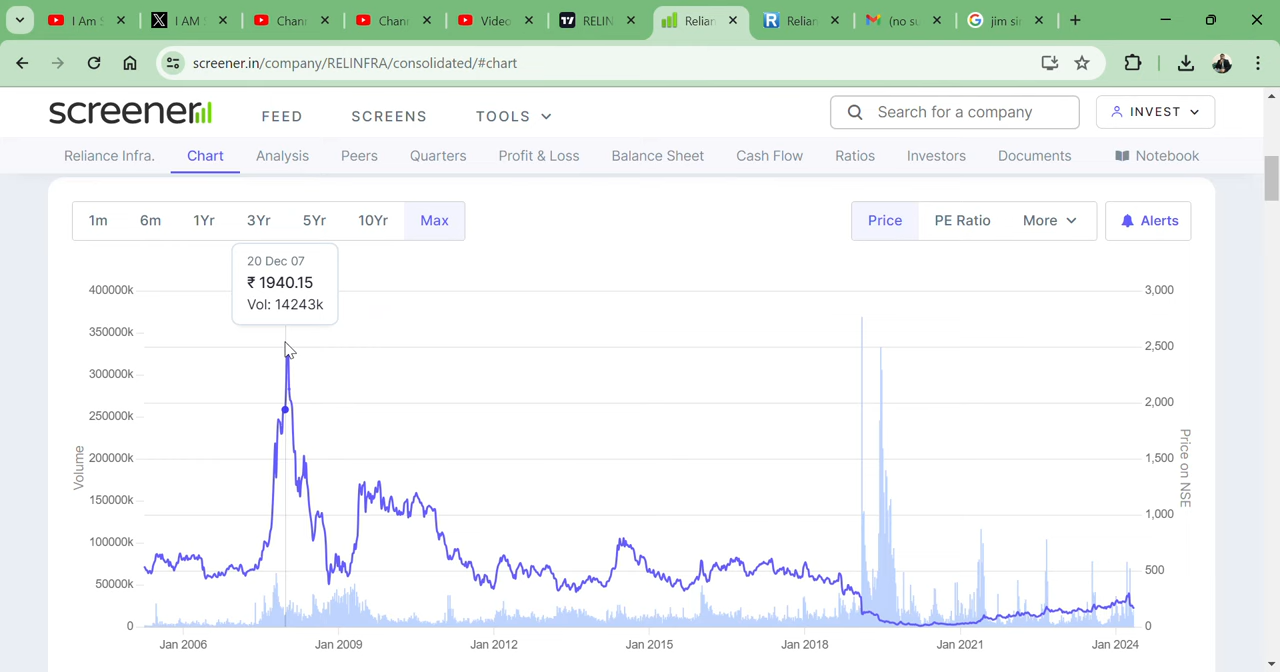 I Am S
I AM S
Chann
Chann
Video
RELIN
Relian
Relian
(no su
jim sir
screener.in/company/RELINFRA/consolidated/#chart
screener
FEED
SCREENS
TOOLS
Search for a company
INVEST
Reliance Infra.
Chart
Analysis
Peers
Quarters
Profit & Loss
Balance Sheet
Cash Flow
Ratios
Investors
Documents
Notebook
1m
6m
1Yr
3Yr
5Yr
10Yr
Max
Price
PE Ratio
More
Alerts
20 Dec 07
₹ 1940.15
Vol: 14243k
400000k
350000k
300000k
250000k
200000k
150000k
100000k
50000k
0
Volume
3,000
2,500
2,000
1,500
1,000
500
0
Price on NSE
Jan 2006
Jan 2009
Jan 2012
Jan 2015
Jan 2018
Jan 2021
Jan 2024